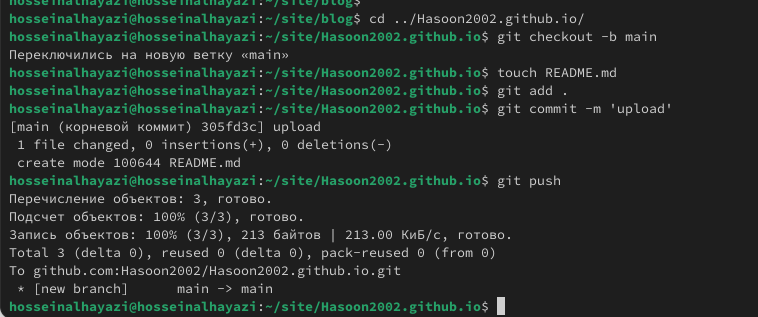 hosseinalhayazi@hosseinalhayazi:~/site/blog$
hosseinalhayazi@hosseinalhayazi:~/site/blog$ cd ../Hasoon2002.github.io/
hosseinalhayazi@hosseinalhayazi:~/site/Hasoon2002.github.io$ git checkout -b main
Переключились на новую ветку «main»
hosseinalhayazi@hosseinalhayazi:~/site/Hasoon2002.github.io$ touch README.md
hosseinalhayazi@hosseinalhayazi:~/site/Hasoon2002.github.io$ git add .
hosseinalhayazi@hosseinalhayazi:~/site/Hasoon2002.github.io$ git commit -m 'upload'
[main (корневой коммит) 305fd3c] upload
 1 file changed, 0 insertions(+), 0 deletions(-)
 create mode 100644 README.md
hosseinalhayazi@hosseinalhayazi:~/site/Hasoon2002.github.io$ git push
Перечисление объектов: 3, готово.
Подсчет объектов: 100% (3/3), готово.
Запись объектов: 100% (3/3), 213 байтов | 213.00 КиБ/с, готово.
Total 3 (delta 0), reused 0 (delta 0), pack-reused 0 (from 0)
To github.com:Hasoon2002/Hasoon2002.github.io.git
 * [new branch]      main -> main
hosseinalhayazi@hosseinalhayazi:~/site/Hasoon2002.github.io$